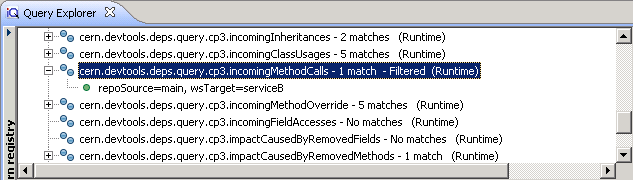 Query Explorer
cern.devtools.deps.query.cp3.incomingInheritances - 2 matches (Runtime)
cern.devtools.deps.query.cp3.incomingClassUsages - 5 matches (Runtime)
cern.devtools.deps.query.cp3.incomingMethodCalls - 1 match - Filtered (Runtime)
repoSource=main, wsTarget=serviceB
cern.devtools.deps.query.cp3.incomingMethodOverride - 5 matches (Runtime)
cern.devtools.deps.query.cp3.incomingFieldAccesses - No matches (Runtime)
cern.devtools.deps.query.cp3.impactCausedByRemovedFields - No matches (Runtime)
cern.devtools.deps.query.cp3.impactCausedByRemovedMethods - 1 match (Runtime)
rn registry